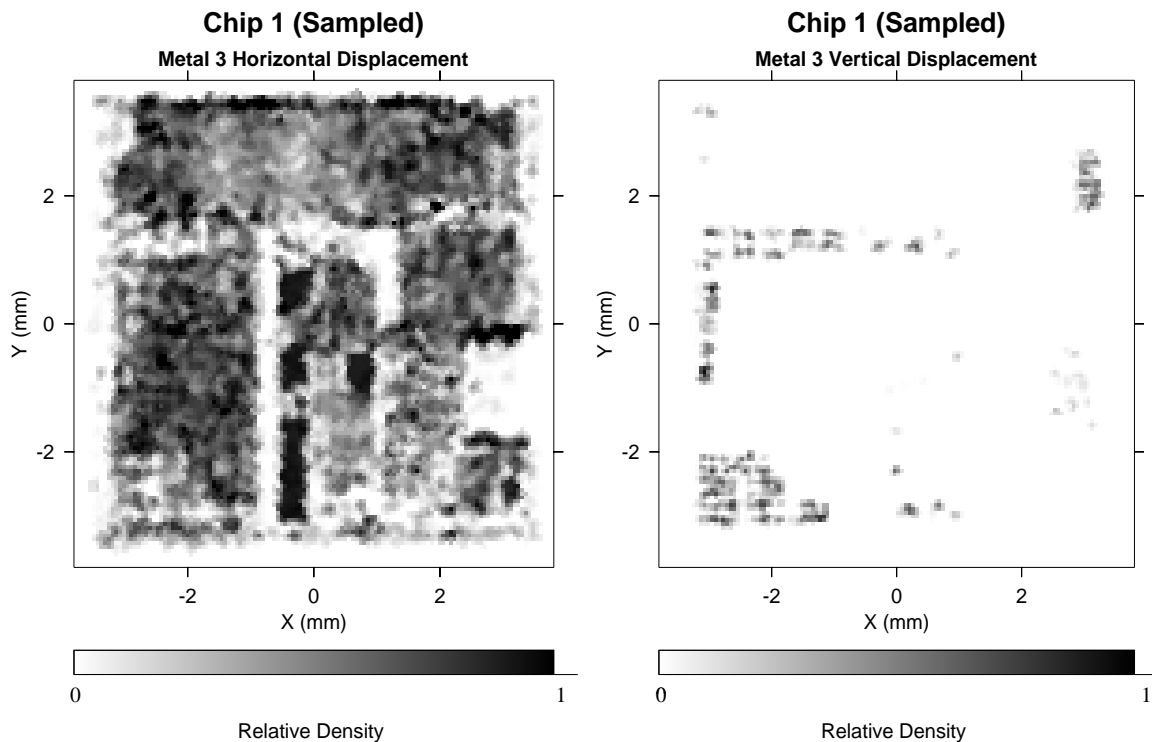 Chip 1 (Sampled)
Metal 3 Horizontal Displacement
2
0
-2
Y (mm)
-2 0 2
X (mm)
0 1
Relative Density
Chip 1 (Sampled)
Metal 3 Vertical Displacement
2
0
-2
Y (mm)
-2 0 2
X (mm)
0 1
Relative Density